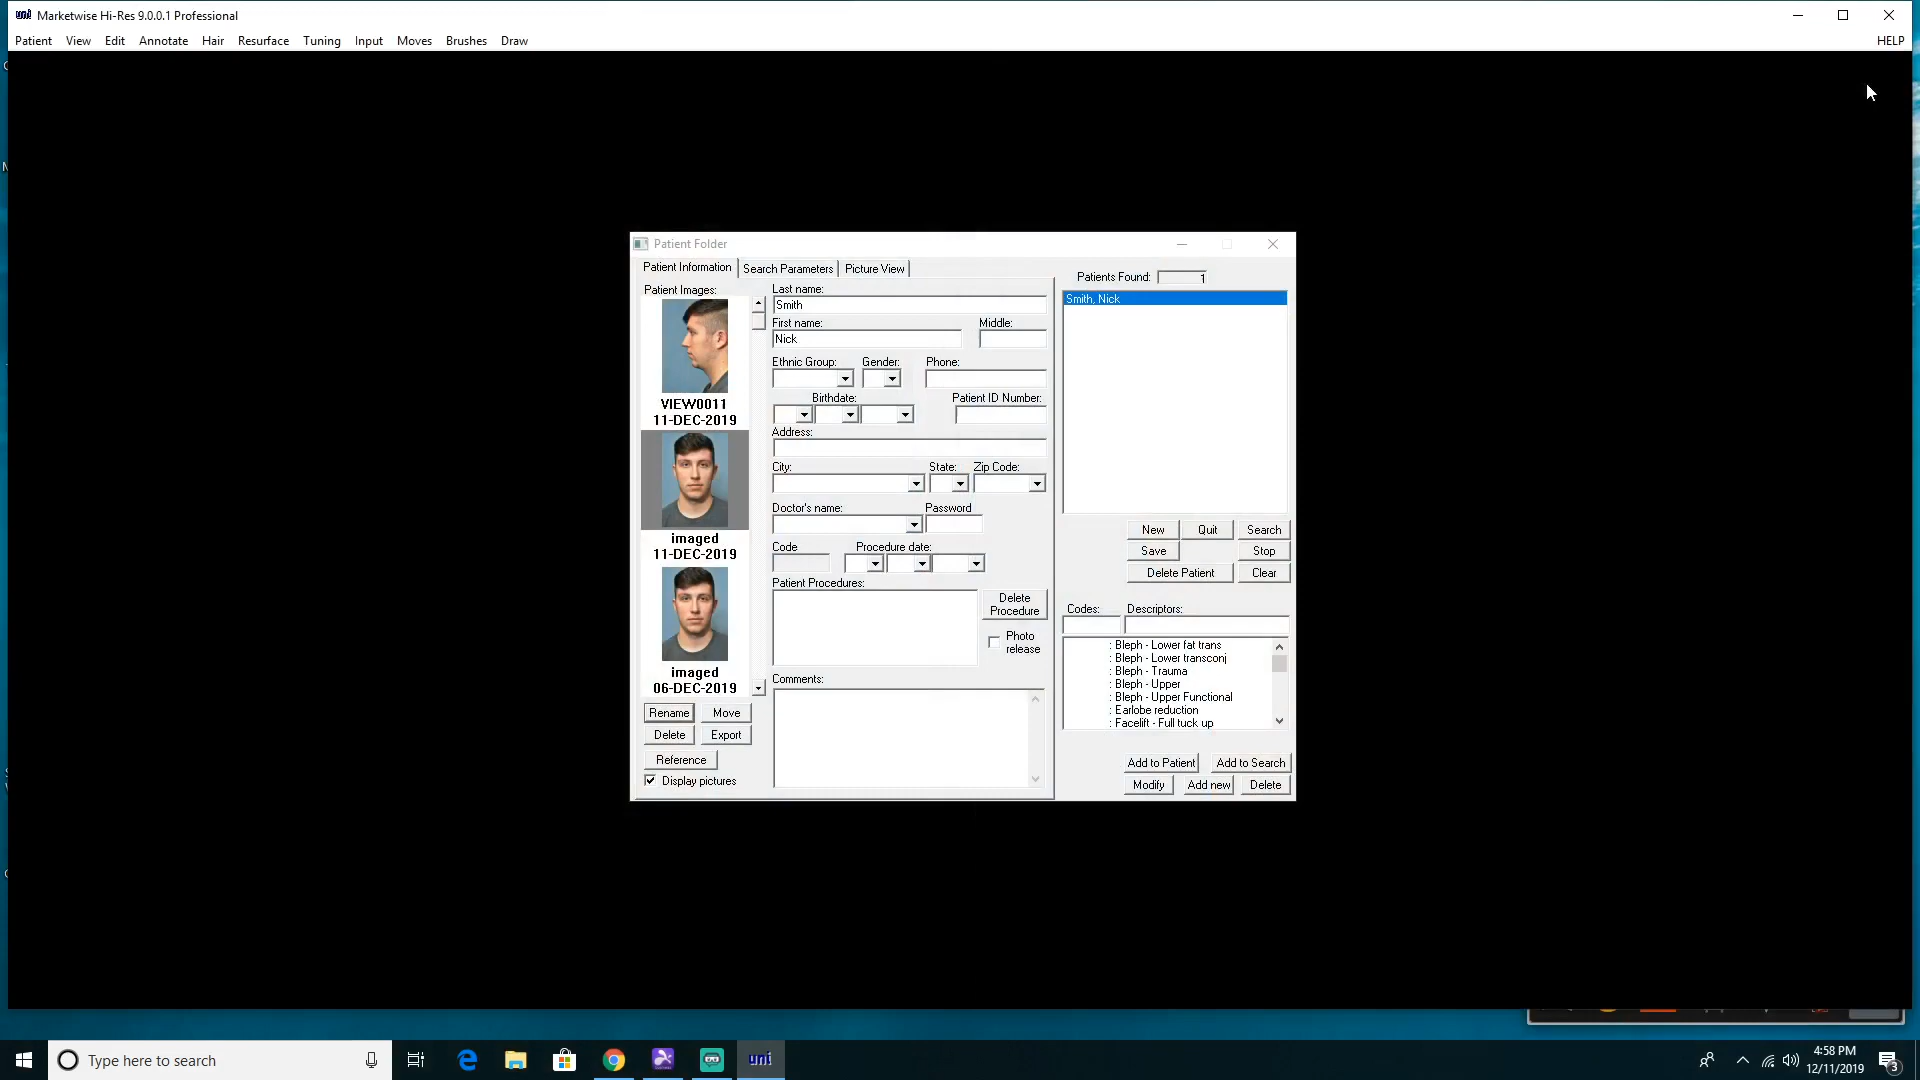 Marketwise Hi-Res 9.0.0.1 Professional
Patient View Edit Annotate Hair Resurface Tuning Input Moves Brushes Draw HELP
Patient Folder
Patient Information Search Parameters Picture View
Patients Found: 1
Patient Images:
VIEW0011
11-DEC-2019
imaged
11-DEC-2019
imaged
06-DEC-2019
Rename Move
Delete Export
Reference
Display pictures
Last name:
Smith
First name: Middle:
Nick
Ethnic Group: Gender: Phone:
Birthdate: Patient ID Number:
Address:
City: State: Zip Code:
Doctor's name: Password
Code Procedure date:
Patient Procedures:
Delete
Procedure
Photo
release
Comments:
Smith, Nick
New Quit Search
Save Stop
Delete Patient Clear
Codes: Descriptors:
: Bleph - Lower fat trans
: Bleph - Lower transconj
: Bleph - Trauma
: Bleph - Upper
: Bleph - Upper Functional
: Earlobe reduction
: Facelift - Full tuck up
Add to Patient Add to Search
Modify Add new Delete
Type here to search
uni
4:58 PM
12/11/2019
3